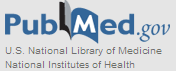 PubMed.gov
U.S. National Library of Medicine
National Institutes of Health